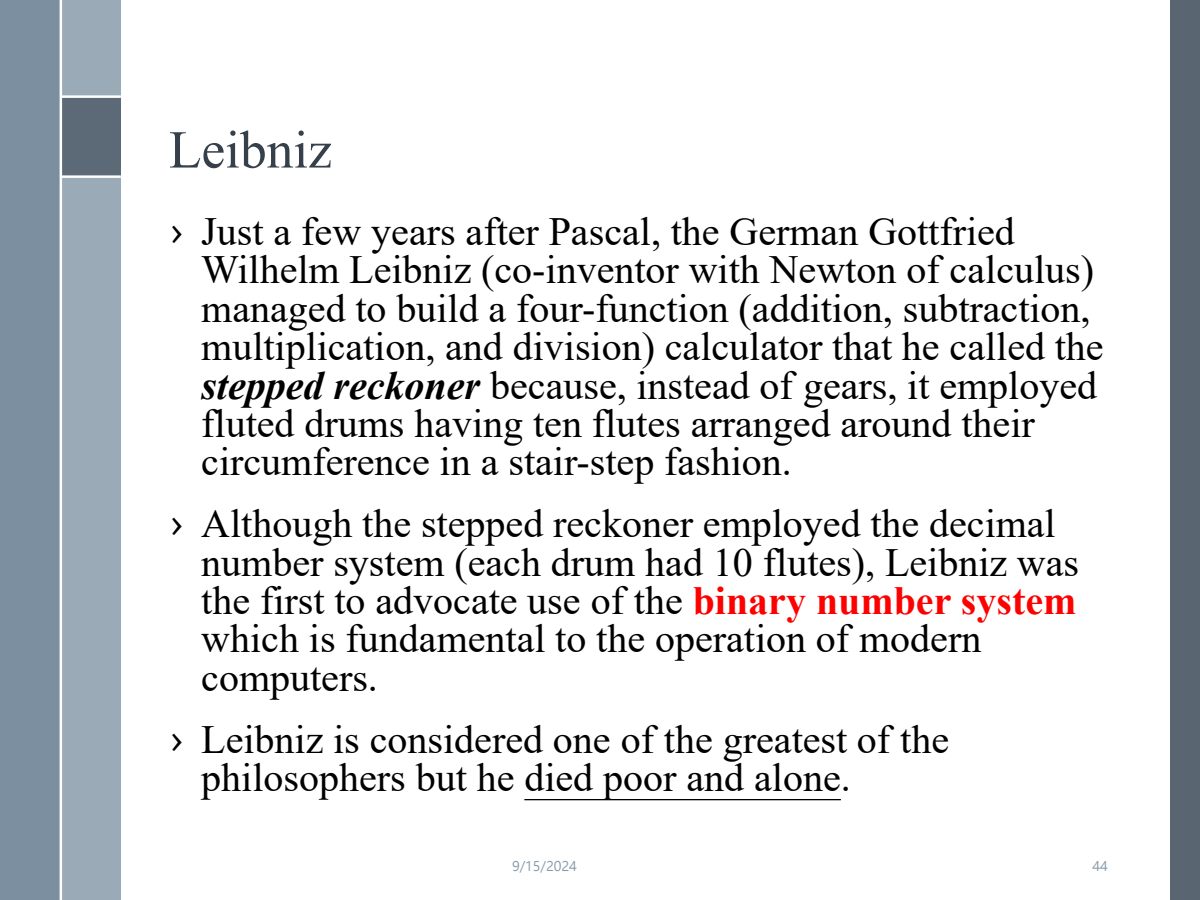 Leibniz
› Just a few years after Pascal, the German Gottfried
Wilhelm Leibniz (co-inventor with Newton of calculus)
managed to build a four-function (addition, subtraction,
multiplication, and division) calculator that he called the
stepped reckoner because, instead of gears, it employed
fluted drums having ten flutes arranged around their
circumference in a stair-step fashion.
› Although the stepped reckoner employed the decimal
number system (each drum had 10 flutes), Leibniz was
the first to advocate use of the binary number system
which is fundamental to the operation of modern
computers.
› Leibniz is considered one of the greatest of the
philosophers but he died poor and alone.
9/15/2024
44